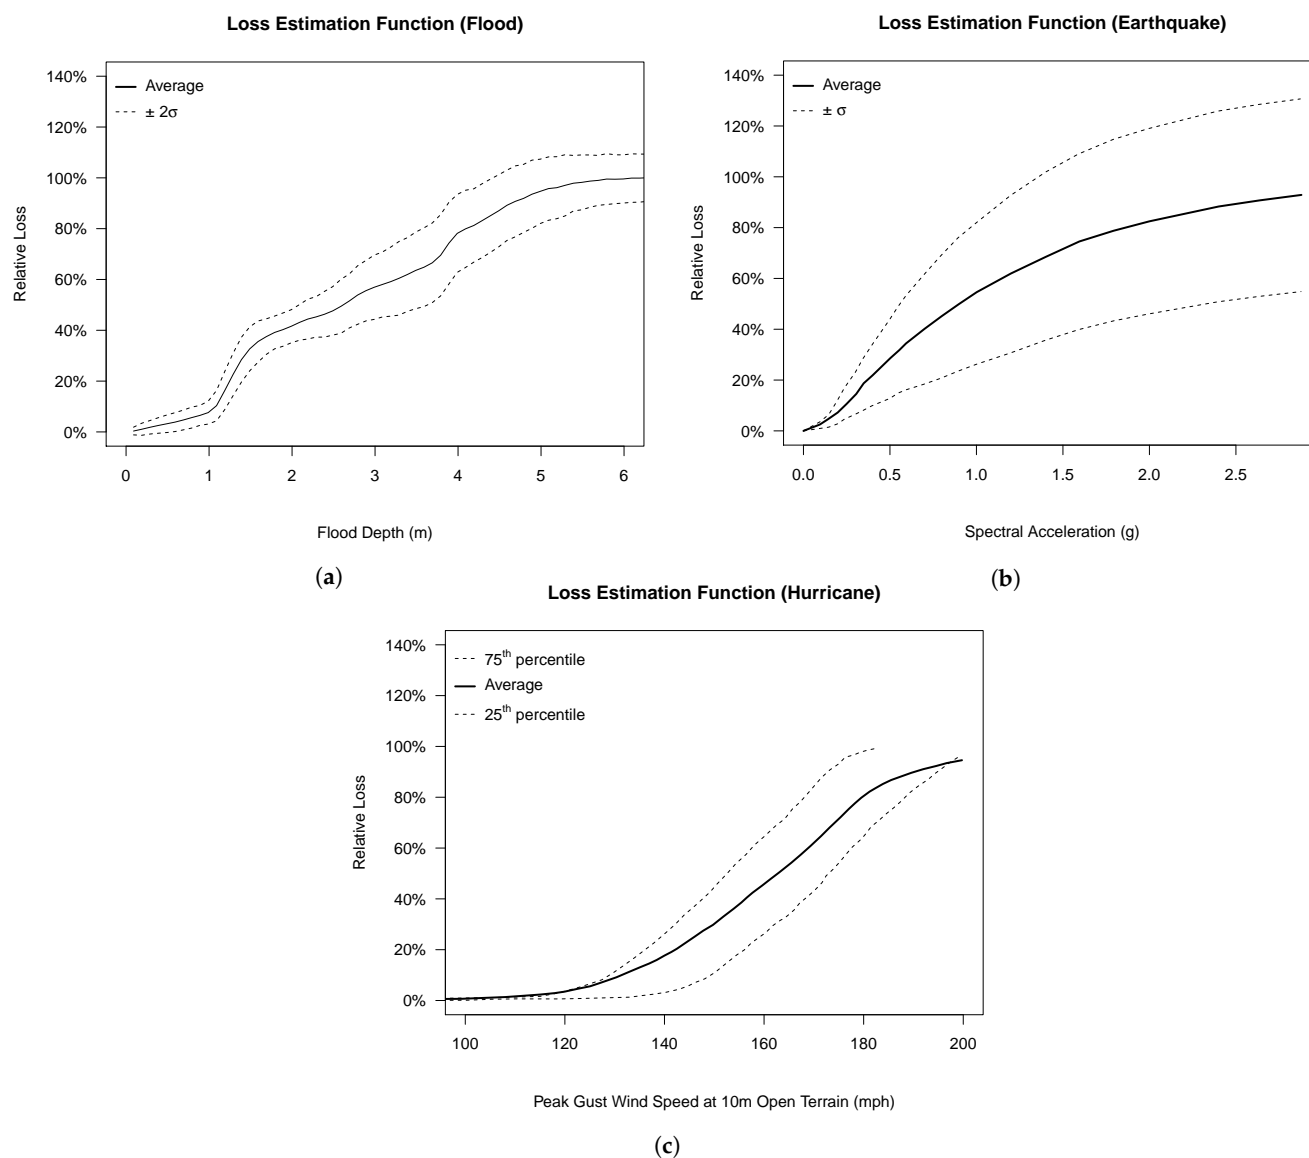 Loss Estimation Function (Flood)
140%
120%
100%
80%
60%
40%
20%
0%
Relative Loss
Average
± 2σ
0 1 2 3 4 5 6
Flood Depth (m)
(a)
Loss Estimation Function (Earthquake)
140%
120%
100%
80%
60%
40%
20%
0%
Relative Loss
Average
± σ
0.0 0.5 1.0 1.5 2.0 2.5
Spectral Acceleration (g)
(b)
Loss Estimation Function (Hurricane)
140%
120%
100%
80%
60%
40%
20%
0%
Relative Loss
75th percentile
Average
25th percentile
100 120 140 160 180 200
Peak Gust Wind Speed at 10m Open Terrain (mph)
(c)